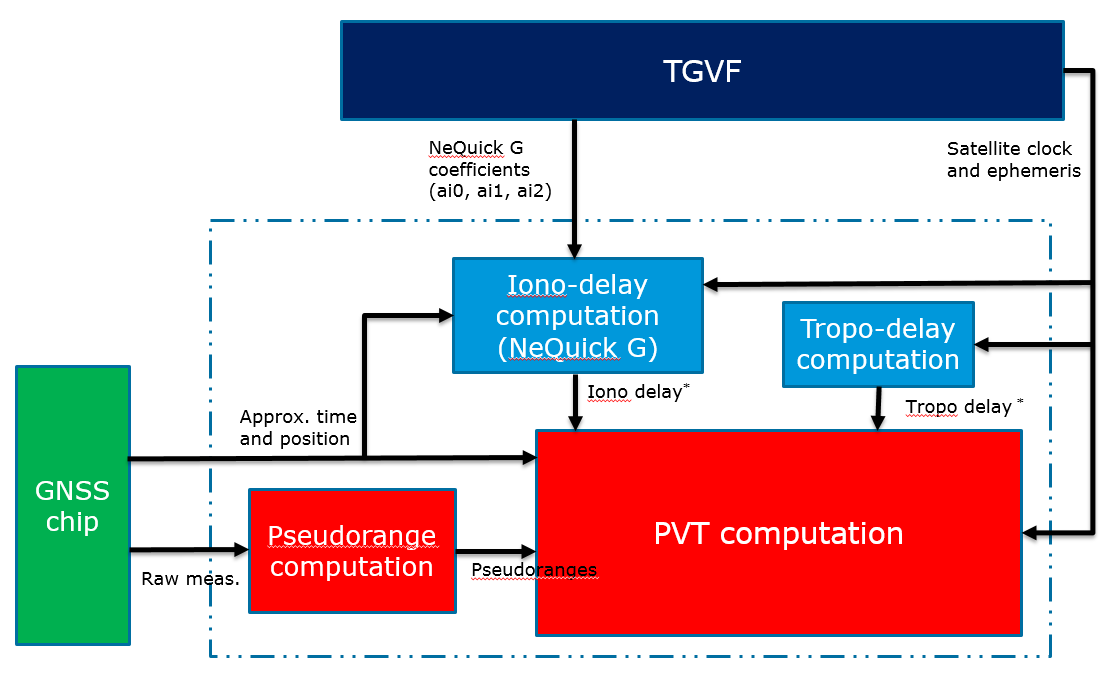 TGVF
NeQuick G
coefficients
(ai0, ai1, ai2)
Satellite clock
and ephemeris
Iono-delay
computation
(NeQuick G)
Tropo-delay
computation
Iono delay*
Tropo delay *
Approx. time
and position
GNSS
chip
Pseudorange
computation
PVT computation
Raw meas.
Pseudoranges